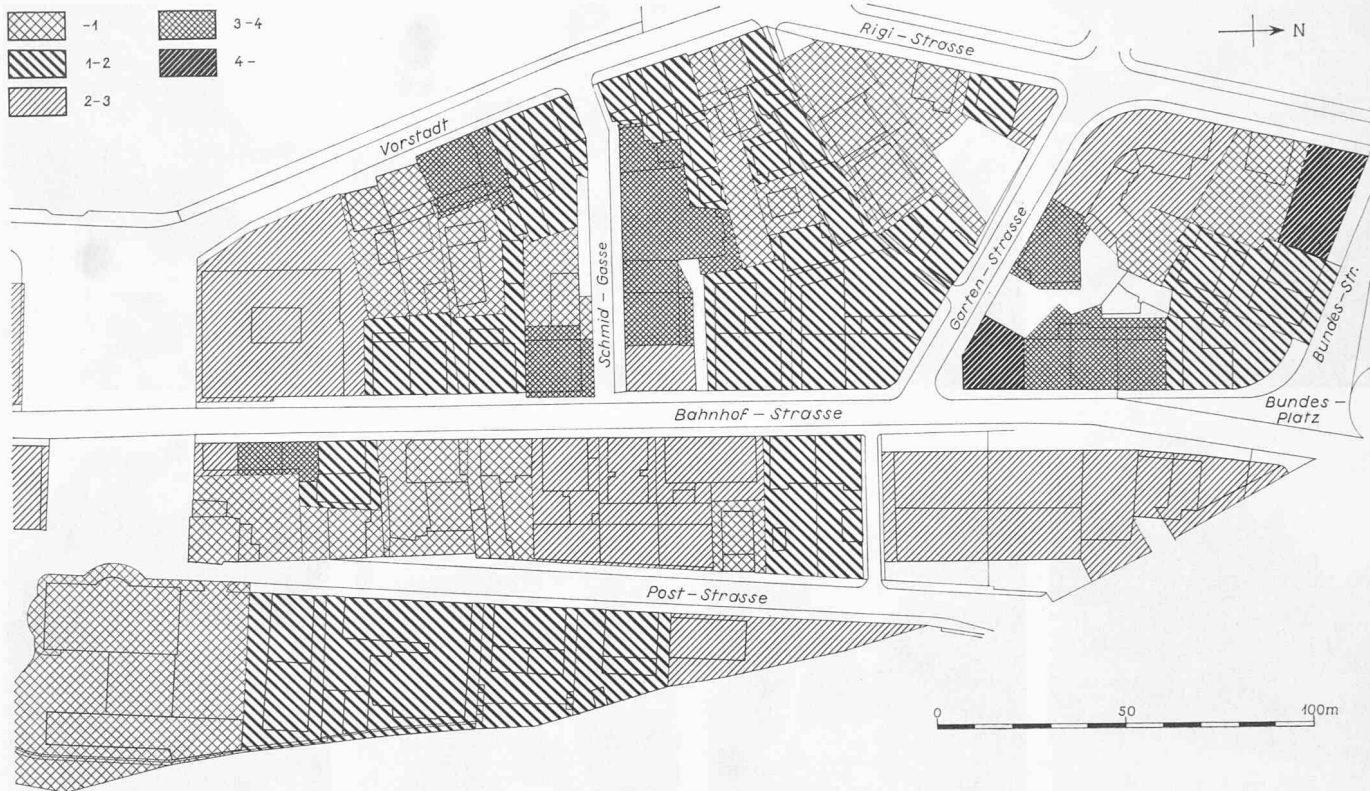 -1
3-4
1-2
4-
2-3
N
Rigi-Strasse
Vorstadt
Schmid-Gasse
Garten-Strasse
Bundes-Str.
Bahnhof-Strasse
Bundes-
Platz
Post-Strasse
0
50
100m